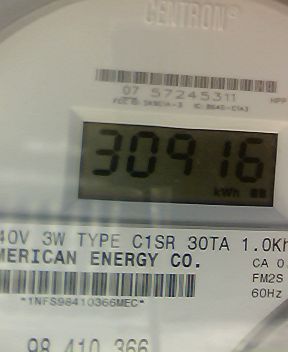 CENTRON®
07 57245311
HPP
30916
kWh
40V 3W TYPE C1SR 30TA 1.0Kh
MERICAN ENERGY CO.
CA 0.
FM2S
60Hz
*1NFS98410366MEC*
98 410 366